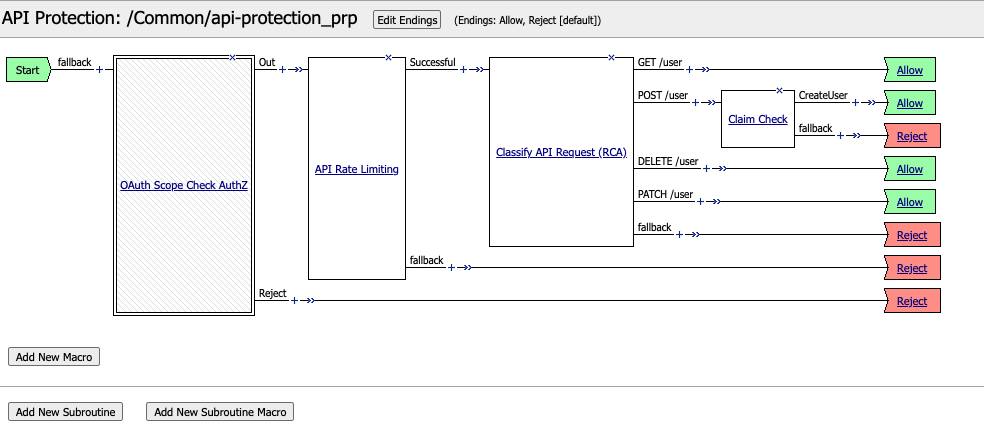 API Protection: /Common/api-protection_prp Edit Endings (Endings: Allow, Reject [default])
Start fallback + Out + Successful + GET /user + Allow
POST /user + CreateUser + Allow
Claim Check
fallback + Reject
Classify API Request (RCA)
DELETE /user + Allow
API Rate Limiting
OAuth Scope Check AuthZ
PATCH /user + Allow
fallback + Reject
fallback + Reject
Reject + Reject
Add New Macro
Add New Subroutine Add New Subroutine Macro